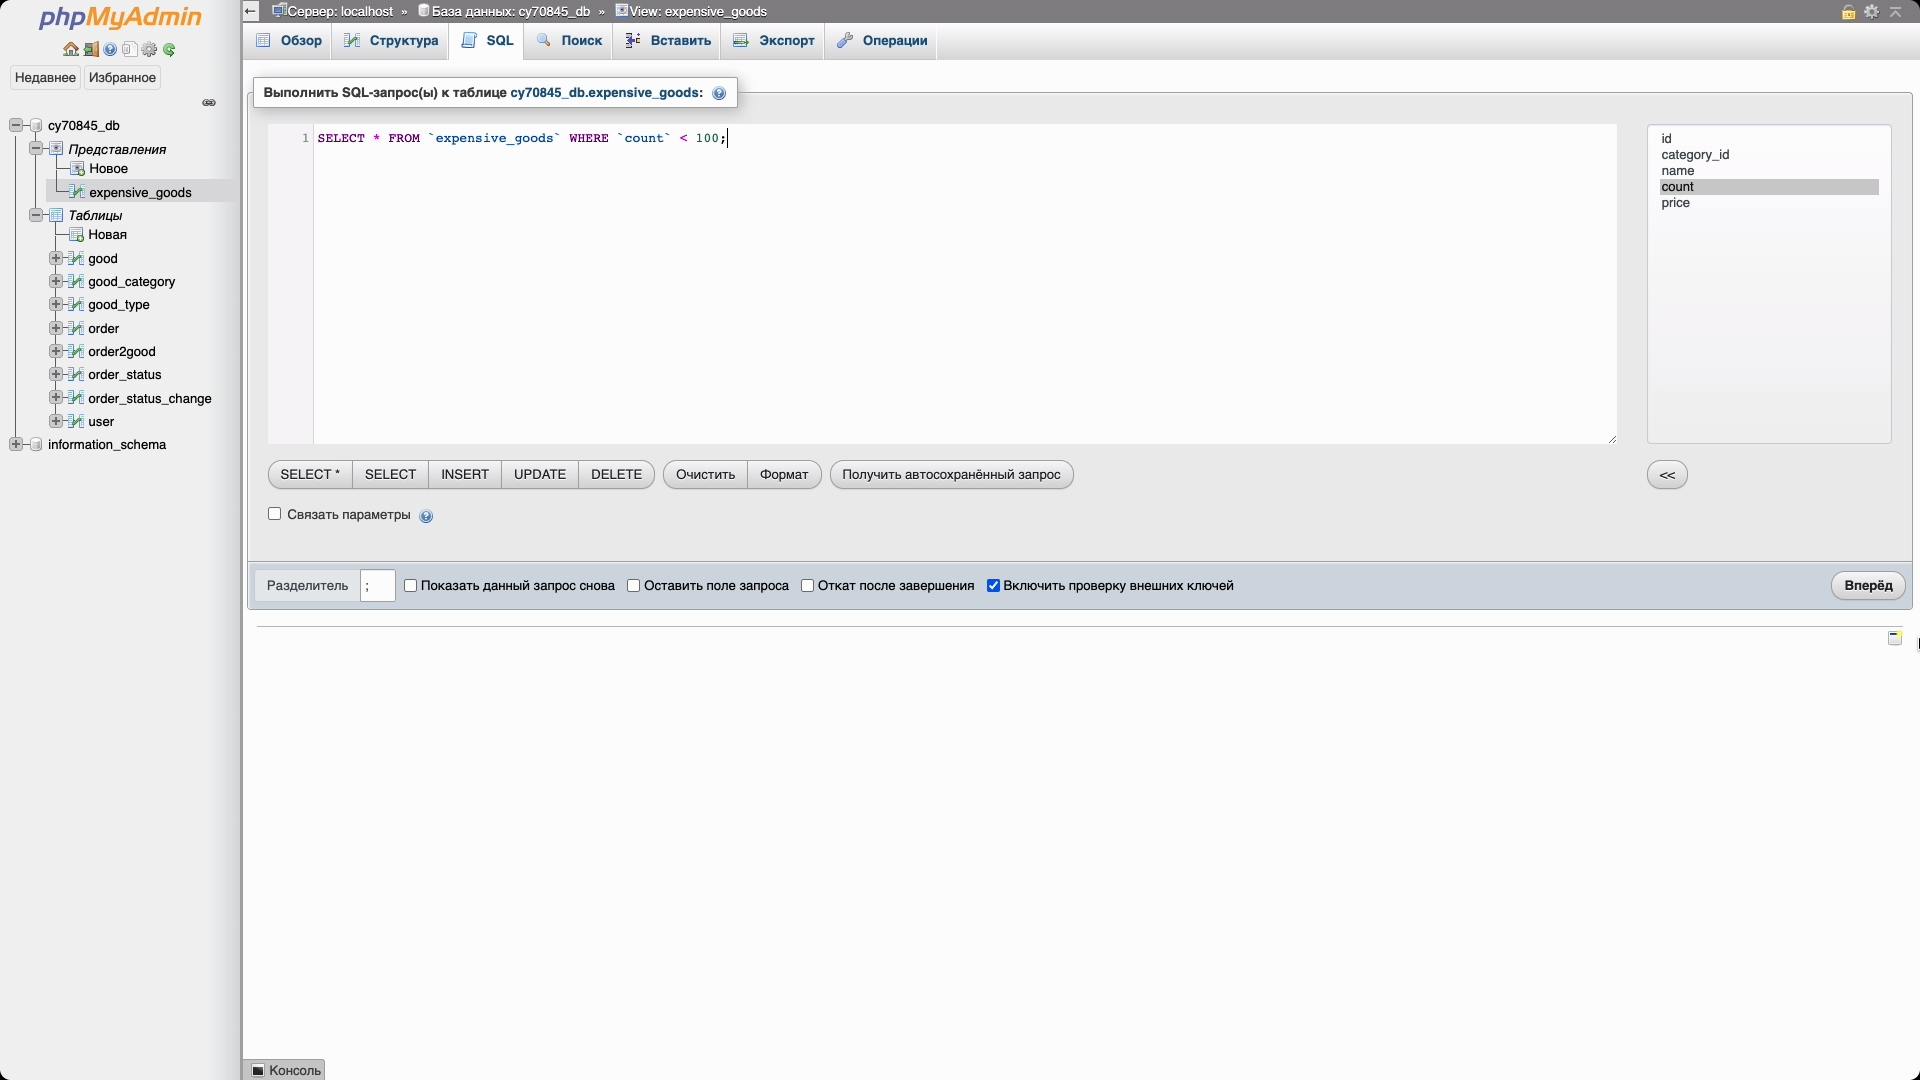 phpMyAdmin
Недавнее Избранное
cy70845_db
Представления
Новое
expensive_goods
Таблицы
Новая
good
good_category
good_type
order
order2good
order_status
order_status_change
user
information_schema
Сервер: localhost » База данных: cy70845_db » View: expensive_goods
Обзор Структура SQL Поиск Вставить Экспорт Операции
Выполнить SQL-запрос(ы) к таблице cy70845_db.expensive_goods:
1 SELECT * FROM `expensive_goods` WHERE `count` < 100;
id
category_id
name
count
price
SELECT * SELECT INSERT UPDATE DELETE Очистить Формат Получить автосохранённый запрос <<
Связать параметры
Разделитель ; Показать данный запрос снова Оставить поле запроса Откат после завершения Включить проверку внешних ключей Вперёд
Консоль